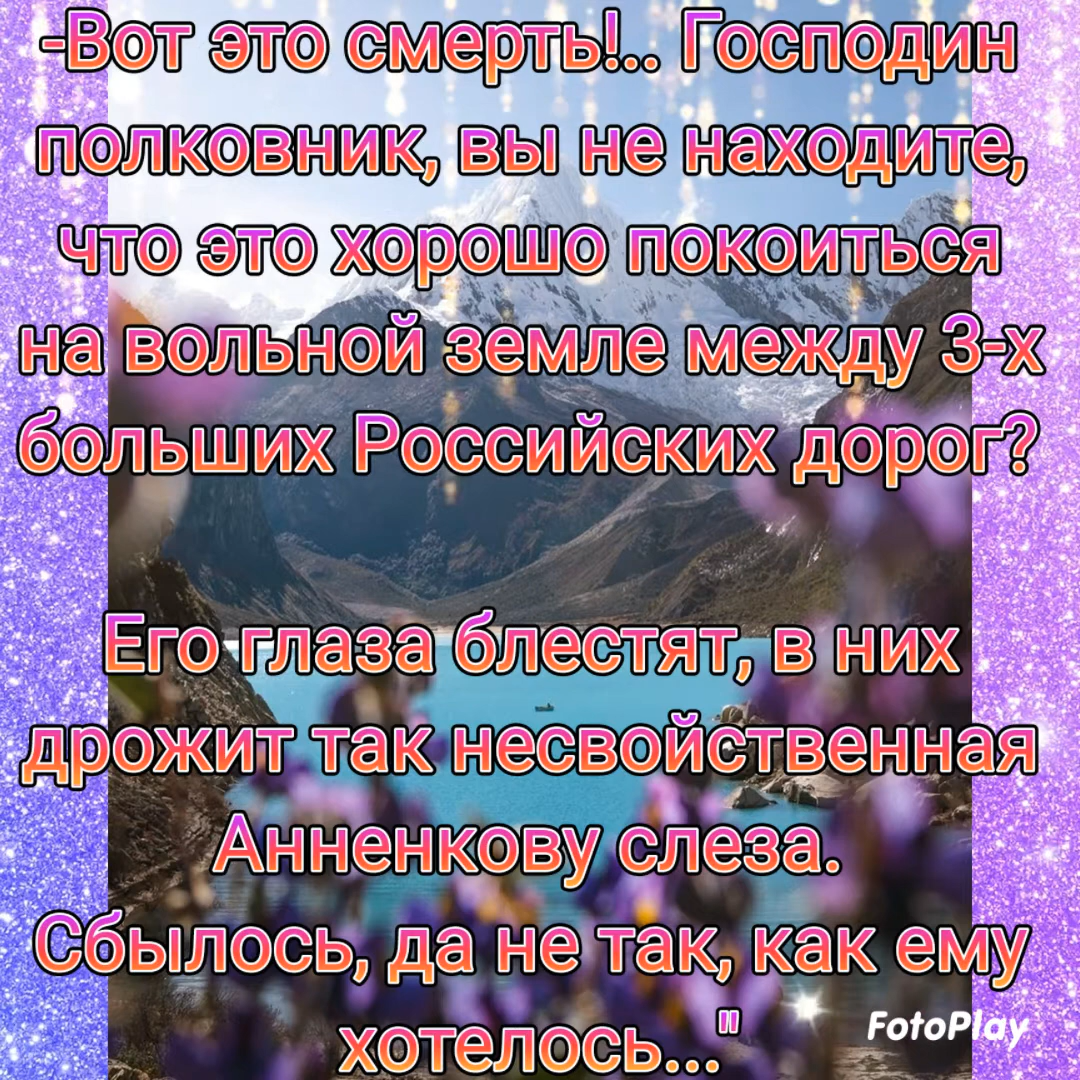 -Вот это смерть!.. Господин
полковник, вы не находите,
что это хорошо покоиться
на вольной земле между 3-х
больших Российских дорог?
Его глаза блестят, в них
дрожит так несвойственная
Анненкову слеза.
Сбылось, да не так, как ему
хотелось..."
FotoPlay